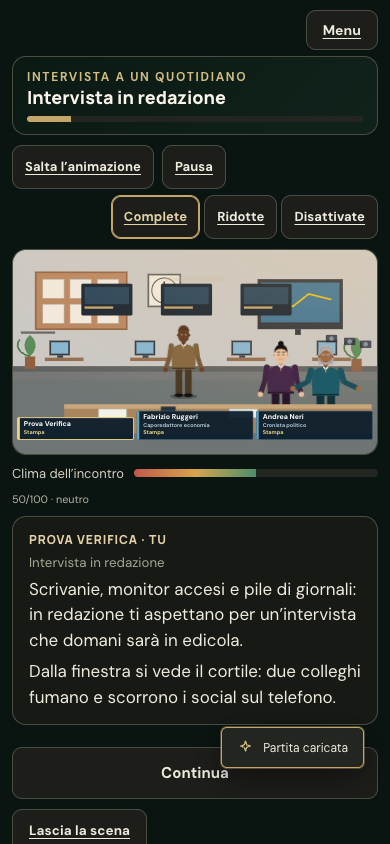 Menu
INTERVISTA A UN QUOTIDIANO
Intervista in redazione
Salta l’animazione
Pausa
Complete
Ridotte
Disattivate
Prova Verifica
Stampa
Fabrizio Ruggeri
Caporedattore economia
Stampa
Andrea Neri
Cronista politico
Stampa
Clima dell’incontro
50/100 · neutro
PROVA VERIFICA · TU
Intervista in redazione
Scrivanie, monitor accesi e pile di giornali:
in redazione ti aspettano per un’intervista
che domani sarà in edicola.
Dalla finestra si vede il cortile: due colleghi
fumano e scorrono i social sul telefono.
Partita caricata
Continua
Lascia la scena